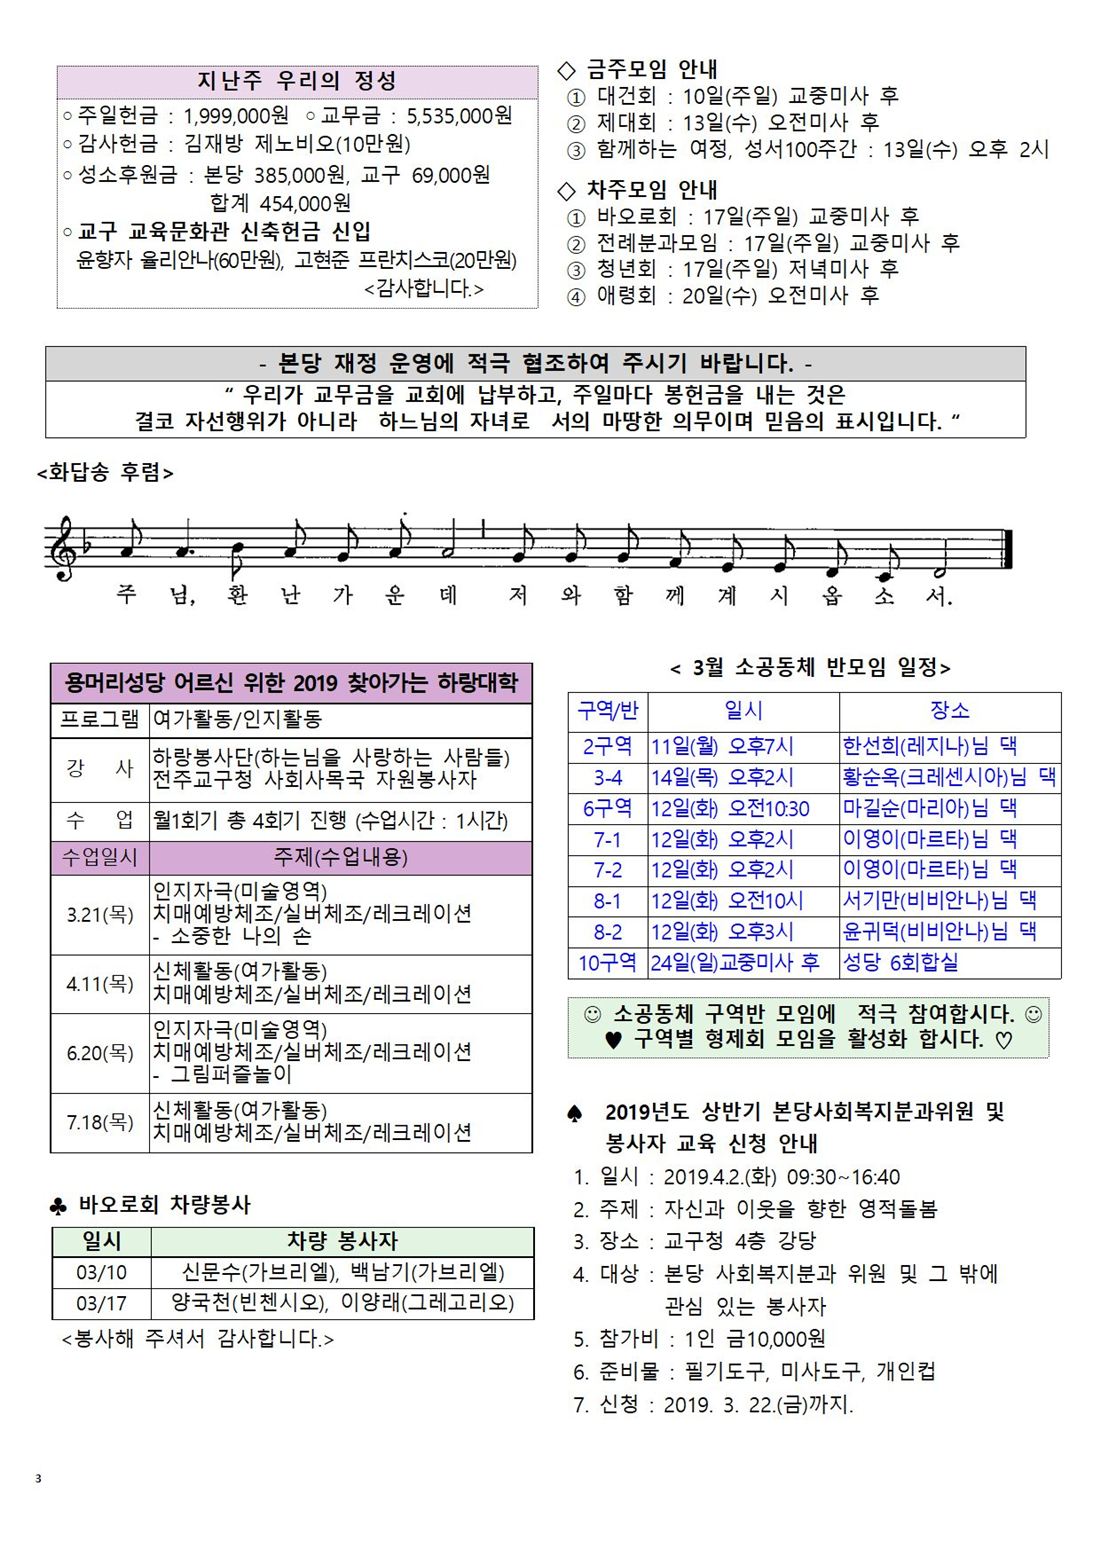 지난주 우리의 정성
○ 주일헌금 : 1,999,000원 ○ 교무금 : 5,535,000원
○ 감사헌금 : 김재방 제노비오(10만원)
○ 성소후원금 : 본당 385,000원, 교구 69,000원
합계 454,000원
○ 교구 교육문화관 신축헌금 신입
윤향자 율리안나(60만원), 고현준 프란치스코(20만원)
<감사합니다.>
◇ 금주모임 안내
① 대건회 : 10일(주일) 교중미사 후
② 제대회 : 13일(수) 오전미사 후
③ 함께하는 여정, 성서100주간 : 13일(수) 오후 2시
◇ 차주모임 안내
① 바오로회 : 17일(주일) 교중미사 후
② 전례분과모임 : 17일(주일) 교중미사 후
③ 청년회 : 17일(주일) 저녁미사 후
④ 애령회 : 20일(수) 오전미사 후
- 본당 재정 운영에 적극 협조하여 주시기 바랍니다. -
“ 우리가 교무금을 교회에 납부하고, 주일마다 봉헌금을 내는 것은
결코 자선행위가 아니라 하느님의 자녀로 서의 마땅한 의무이며 믿음의 표시입니다. “
<화답송 후렴>
주 님, 환 난 가 운 데 저 와 함 께 계 시 옵 소 서.
용머리성당 어르신 위한 2019 찾아가는 하랑대학
프로그램 여가활동/인지활동
강 사 하랑봉사단(하는님을 사랑하는 사람들)
전주교구청 사회사목국 자원봉사자
수 업 월1회기 총 4회기 진행 (수업시간 : 1시간)
수업일시 주제(수업내용)
3.21(목) 인지자극(미술영역)
치매예방체조/실버체조/레크레이션
- 소중한 나의 손
4.11(목) 신체활동(여가활동)
치매예방체조/실버체조/레크레이션
6.20(목) 인지자극(미술영역)
치매예방체조/실버체조/레크레이션
- 그림퍼즐놀이
7.18(목) 신체활동(여가활동)
치매예방체조/실버체조/레크레이션
♣ 바오로회 차량봉사
일시 차량 봉사자
03/10 신문수(가브리엘), 백남기(가브리엘)
03/17 양국천(빈첸시오), 이양래(그레고리오)
<봉사해 주셔서 감사합니다.>
< 3월 소공동체 반모임 일정>
구역/반 일시 장소
2구역 11일(월) 오후7시 한선희(레지나)님 댁
3-4 14일(목) 오후2시 황순옥(크레센시아)님 댁
6구역 12일(화) 오전10:30 마길순(마리아)님 댁
7-1 12일(화) 오후2시 이영이(마르타)님 댁
7-2 12일(화) 오후2시 이영이(마르타)님 댁
8-1 12일(화) 오전10시 서기만(비비안나)님 댁
8-2 12일(화) 오후3시 윤귀덕(비비안나)님 댁
10구역 24일(일)교중미사 후 성당 6회합실
☺ 소공동체 구역반 모임에 적극 참여합시다. ☺
♥ 구역별 형제회 모임을 활성화 합시다. ♡
♠ 2019년도 상반기 본당사회복지분과위원 및
봉사자 교육 신청 안내
1. 일시 : 2019.4.2.(화) 09:30~16:40
2. 주제 : 자신과 이웃을 향한 영적돌봄
3. 장소 : 교구청 4층 강당
4. 대상 : 본당 사회복지분과 위원 및 그 밖에
관심 있는 봉사자
5. 참가비 : 1인 금10,000원
6. 준비물 : 필기도구, 미사도구, 개인컵
7. 신청 : 2019. 3. 22.(금)까지.
3